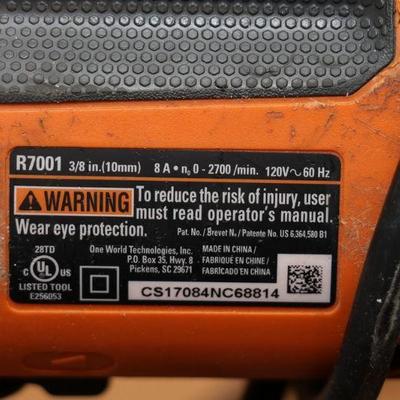 R7001 3/8 in.(10mm) 8 A • n₀ 0 - 2700 /min. 120V ~ 60 Hz
WARNING To reduce the risk of injury, user
must read operator's manual.
Wear eye protection. Pat. No./ Brevet N./ Patente No. US 6,364,580 B1
28TD
C UL US
LISTED TOOL
E256053
One World Technologies, Inc.
P.O. Box 35, Hwy. 8
Pickens, SC 29671
MADE IN CHINA /
FABRIQUÉ EN CHINE /
HECHO EN CHINA
CS17084NC68814